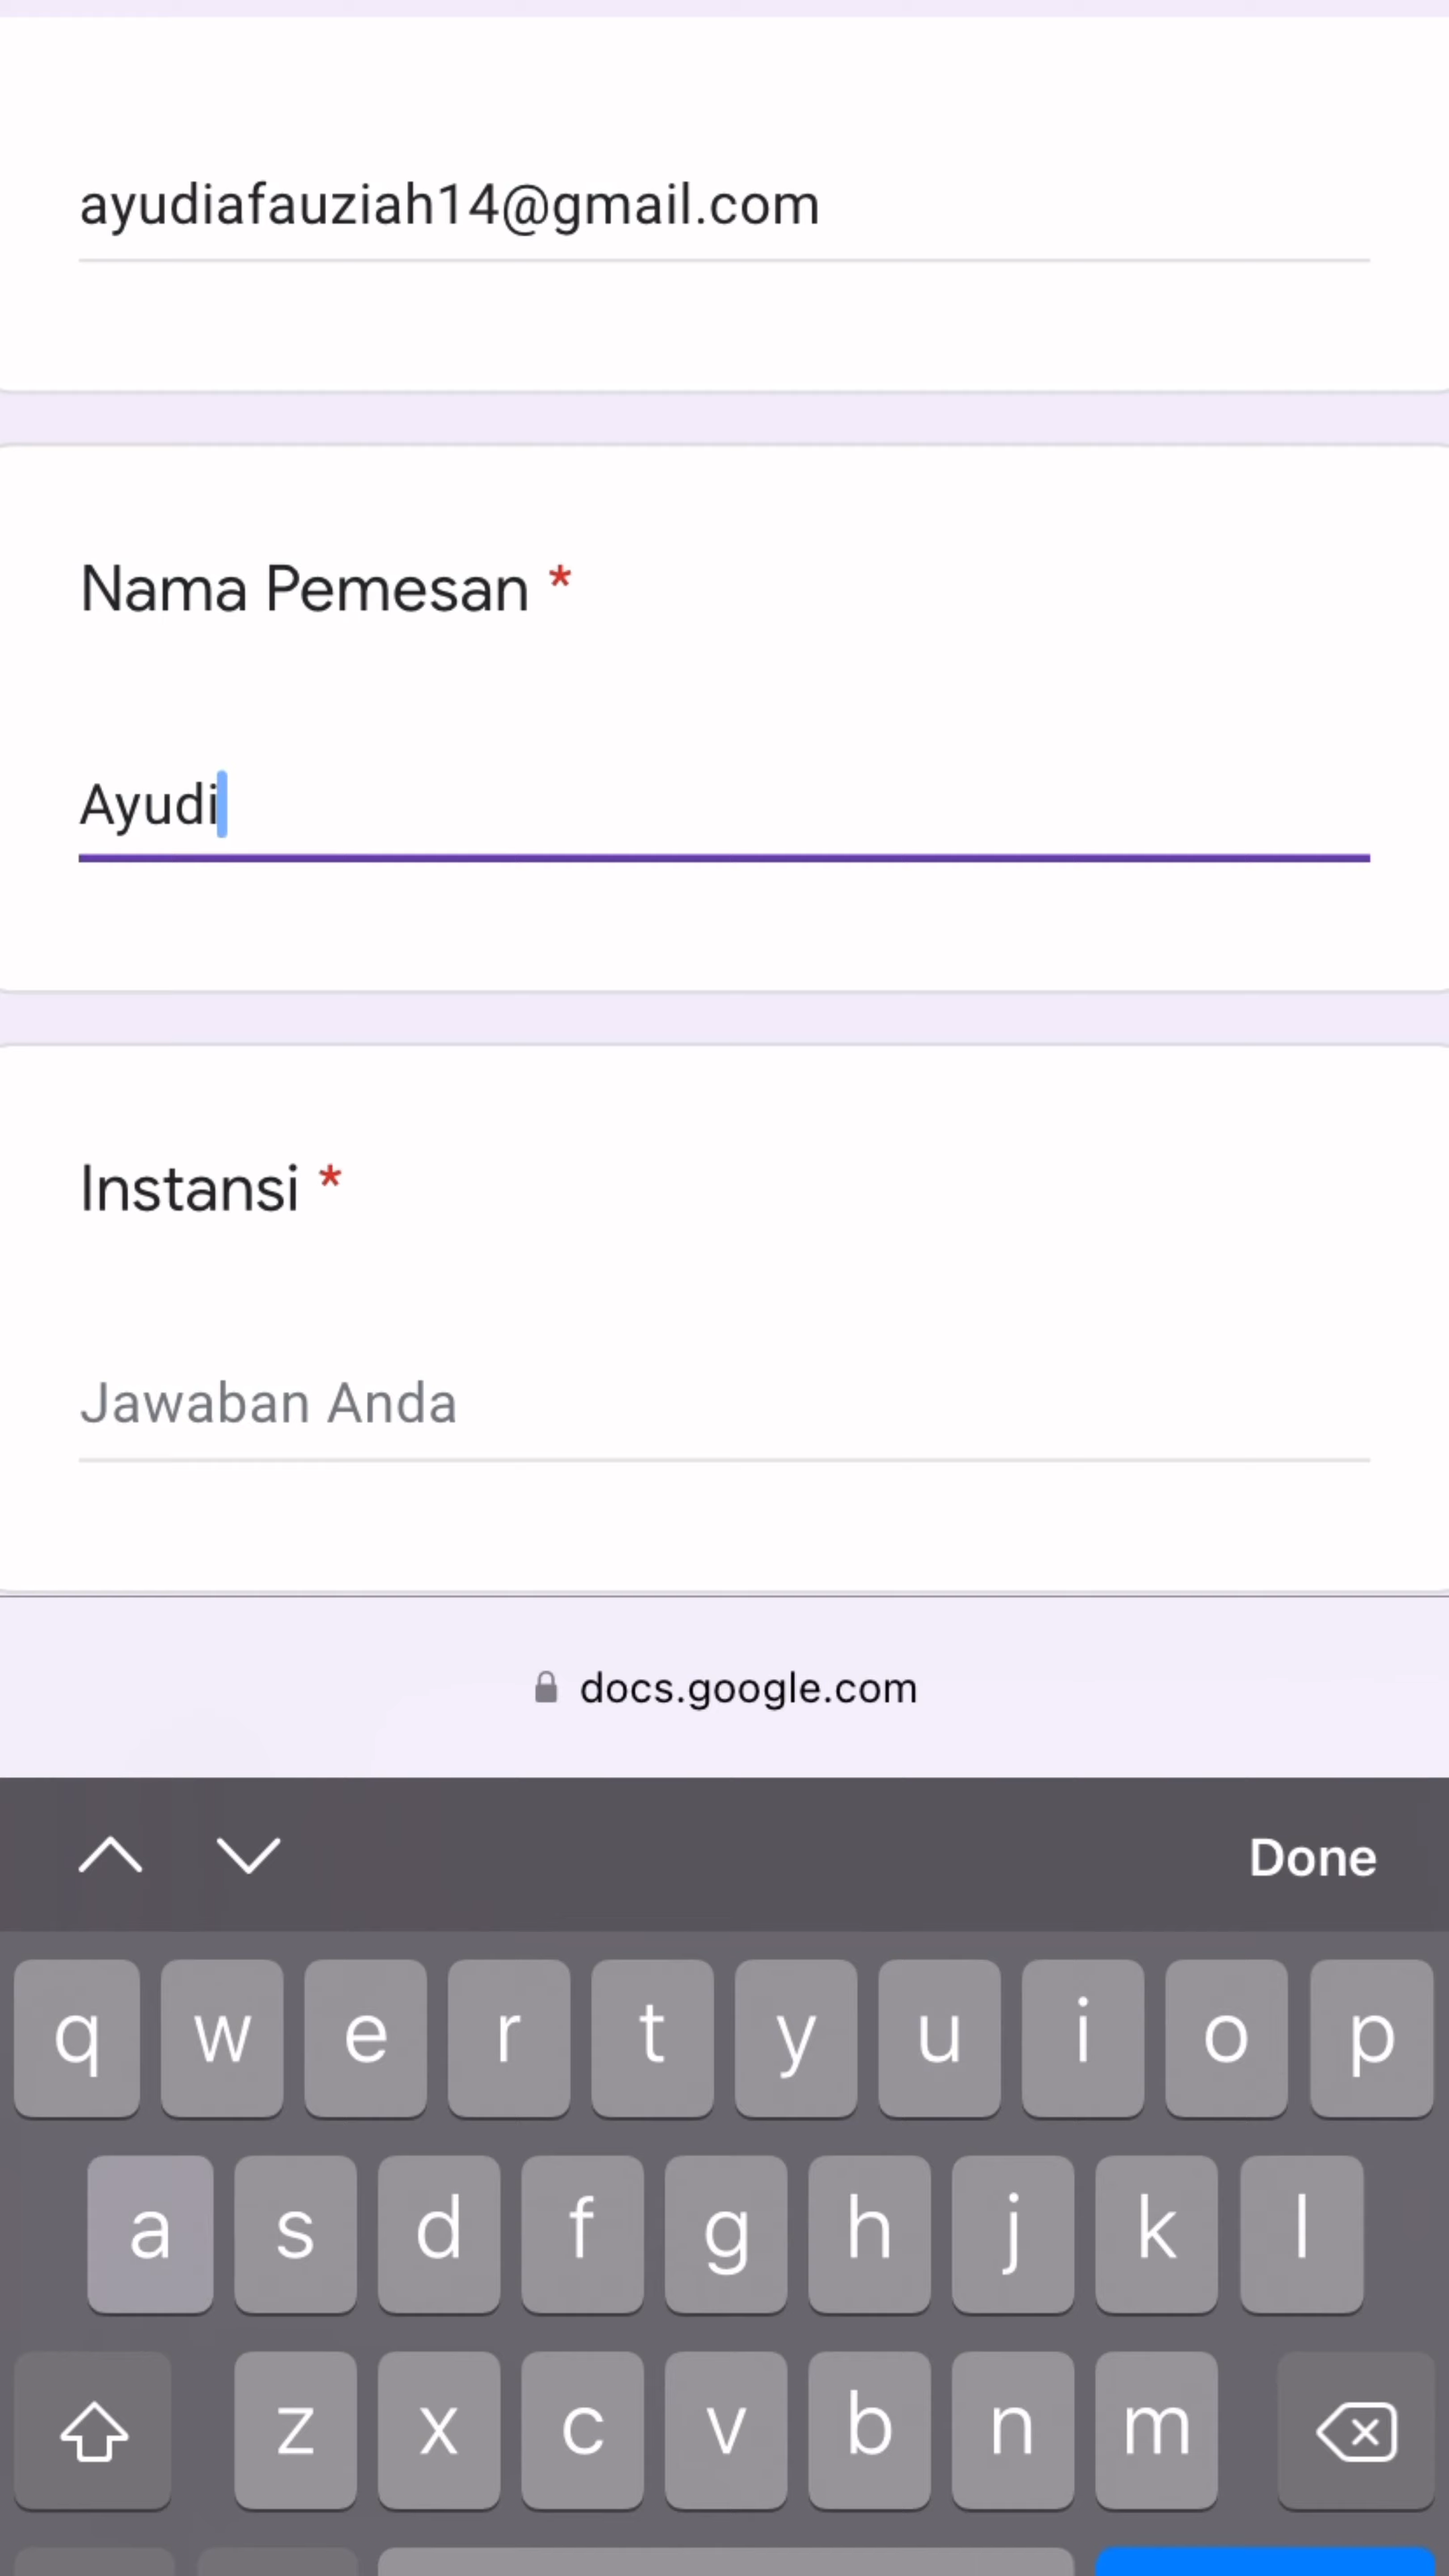 ayudiafauziah14@gmail.com
Nama Pemesan *
Ayudi
Instansi *
Jawaban Anda
docs.google.com
Done
q w e r t y u i o p
a s d f g h j k l
z x c v b n m